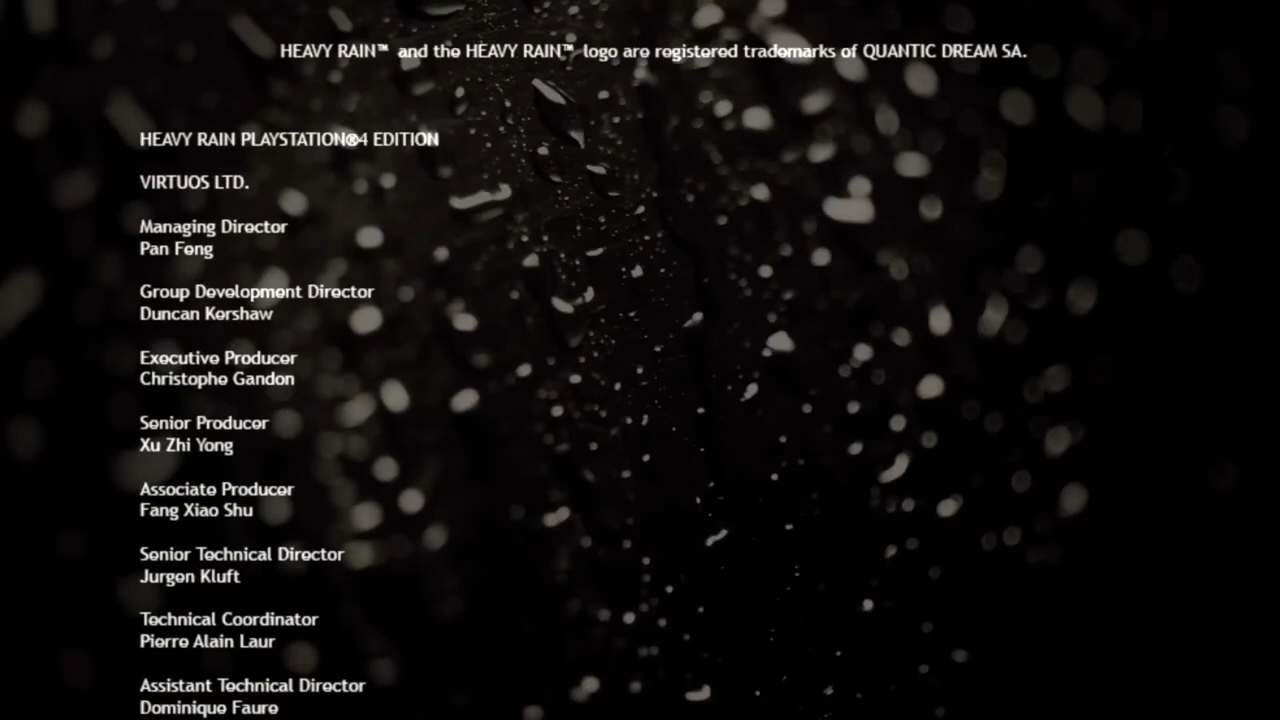 HEAVY RAIN™ and the HEAVY RAIN™ logo are registered trademarks of QUANTIC DREAM SA.
HEAVY RAIN PLAYSTATION®4 EDITION
VIRTUOS LTD.
Managing Director
Pan Feng
Group Development Director
Duncan Kershaw
Executive Producer
Christophe Gandon
Senior Producer
Xu Zhi Yong
Associate Producer
Fang Xiao Shu
Senior Technical Director
Jurgen Kluft
Technical Coordinator
Pierre Alain Laur
Assistant Technical Director
Dominique Faure